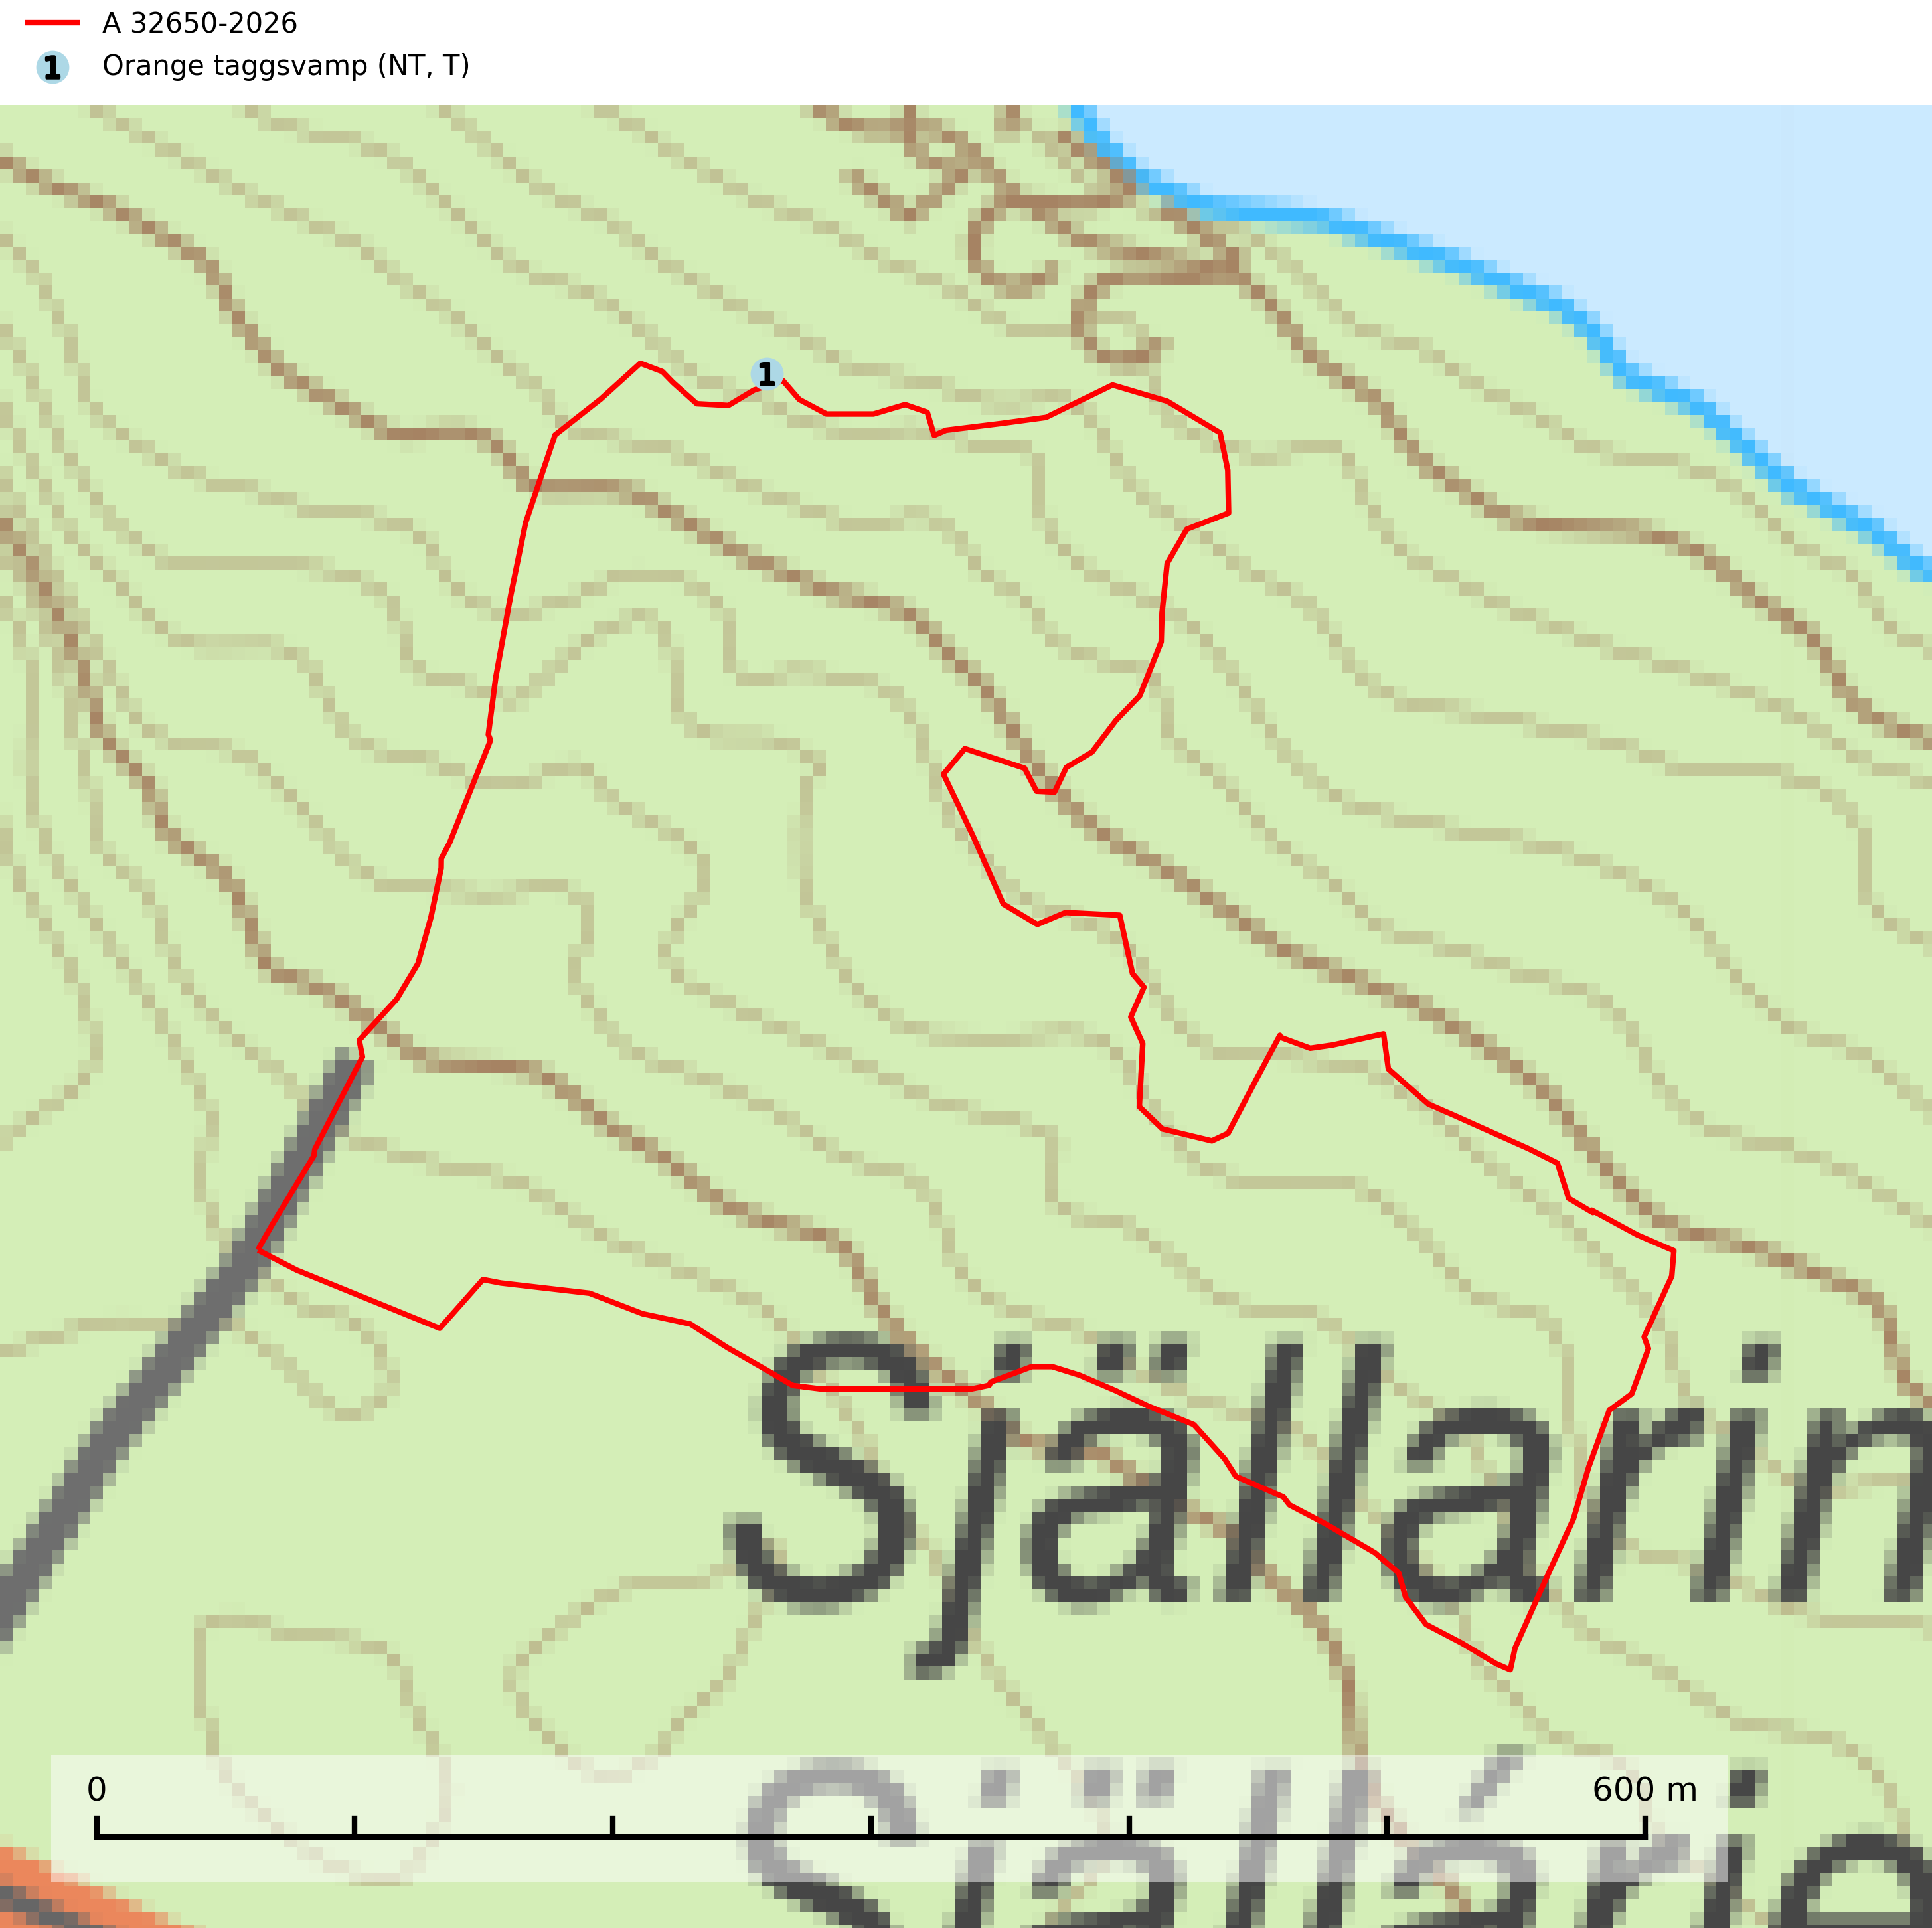 A 32650-2026
1 Orange taggsvamp (NT, T)
1
Själlarin
0 600 m